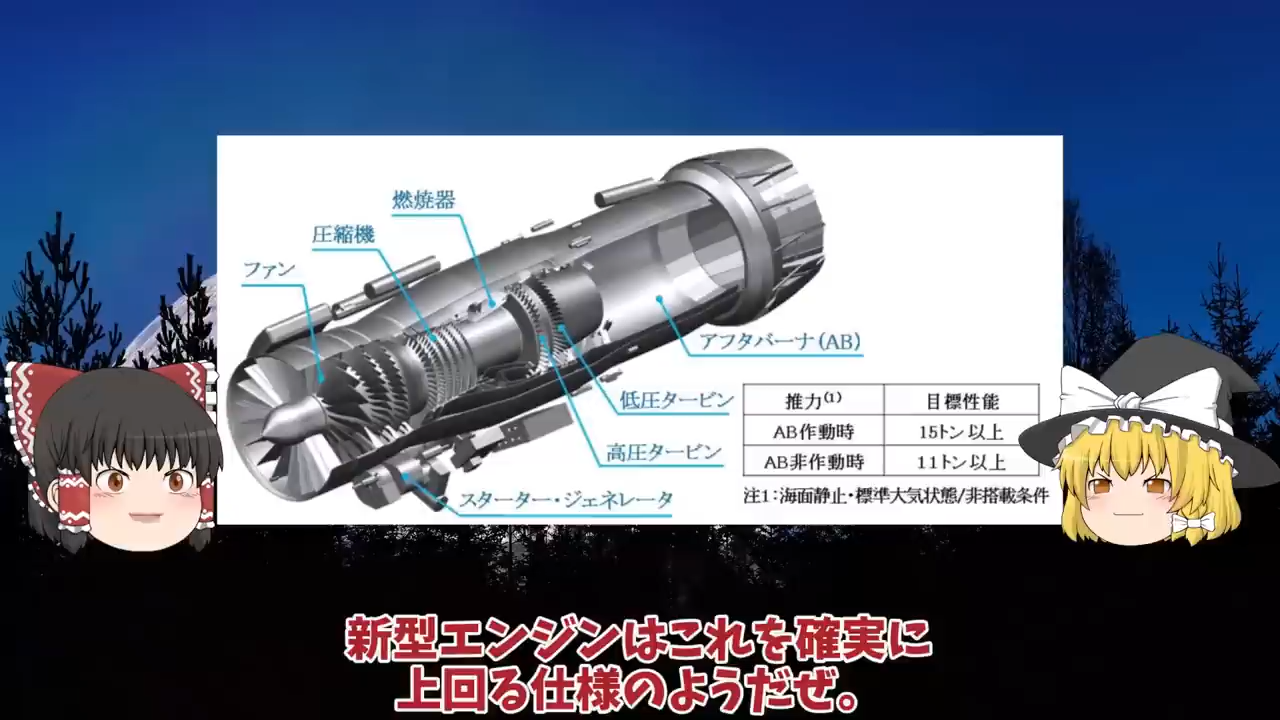 燃焼器
圧縮機
ファン
アフタバーナ(AB)
低圧タービン
高圧タービン
スターター・ジェネレータ
推力(1) 目標性能
AB作動時 15トン以上
AB非作動時 11トン以上
注1:海面静止・標準大気状態/非搭載条件
新型エンジンはこれを確実に
上回る仕様のようだぜ。